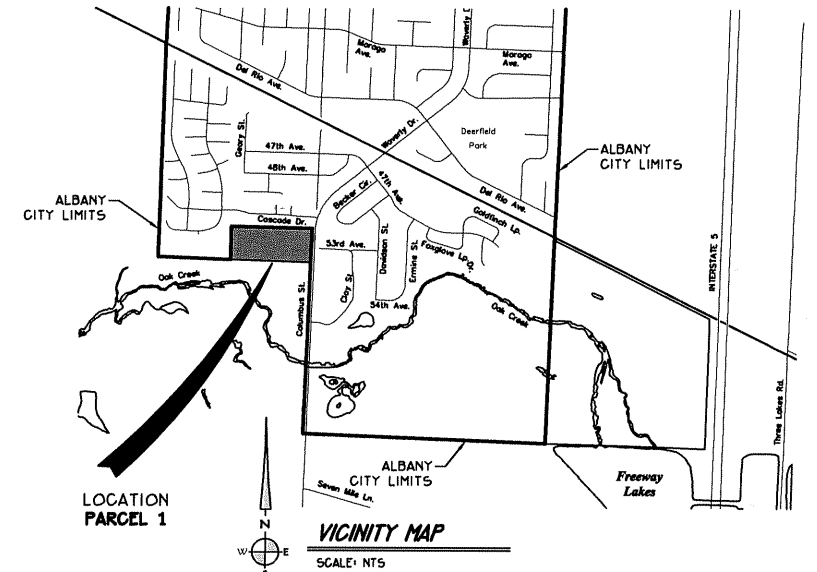 Moraga
Ave.
Waverly D
Moraga
Ave.
Del Rio Ave.
Geary St.
Waverly Dr.
Deerfield
Park
47th Ave.
48th Ave.
ALBANY
CITY LIMITS
47th Ave.
Becker Cir.
Del Rio Ave.
ALBANY
CITY LIMITS
Goldfinch Lp.
Cascade Dr.
53rd Ave.
Davidson St.
Ermine St.
Foxglove Lp.
INTERSTATE 5
Oak Creek
Clay St.
54th Ave.
Columbus St.
Oak Creek
Three Lakes Rd.
ALBANY
CITY LIMITS
Freeway
Lakes
Seven Mile Ln.
LOCATION
PARCEL 1
N
W
E
S
VICINITY MAP
SCALE: NTS